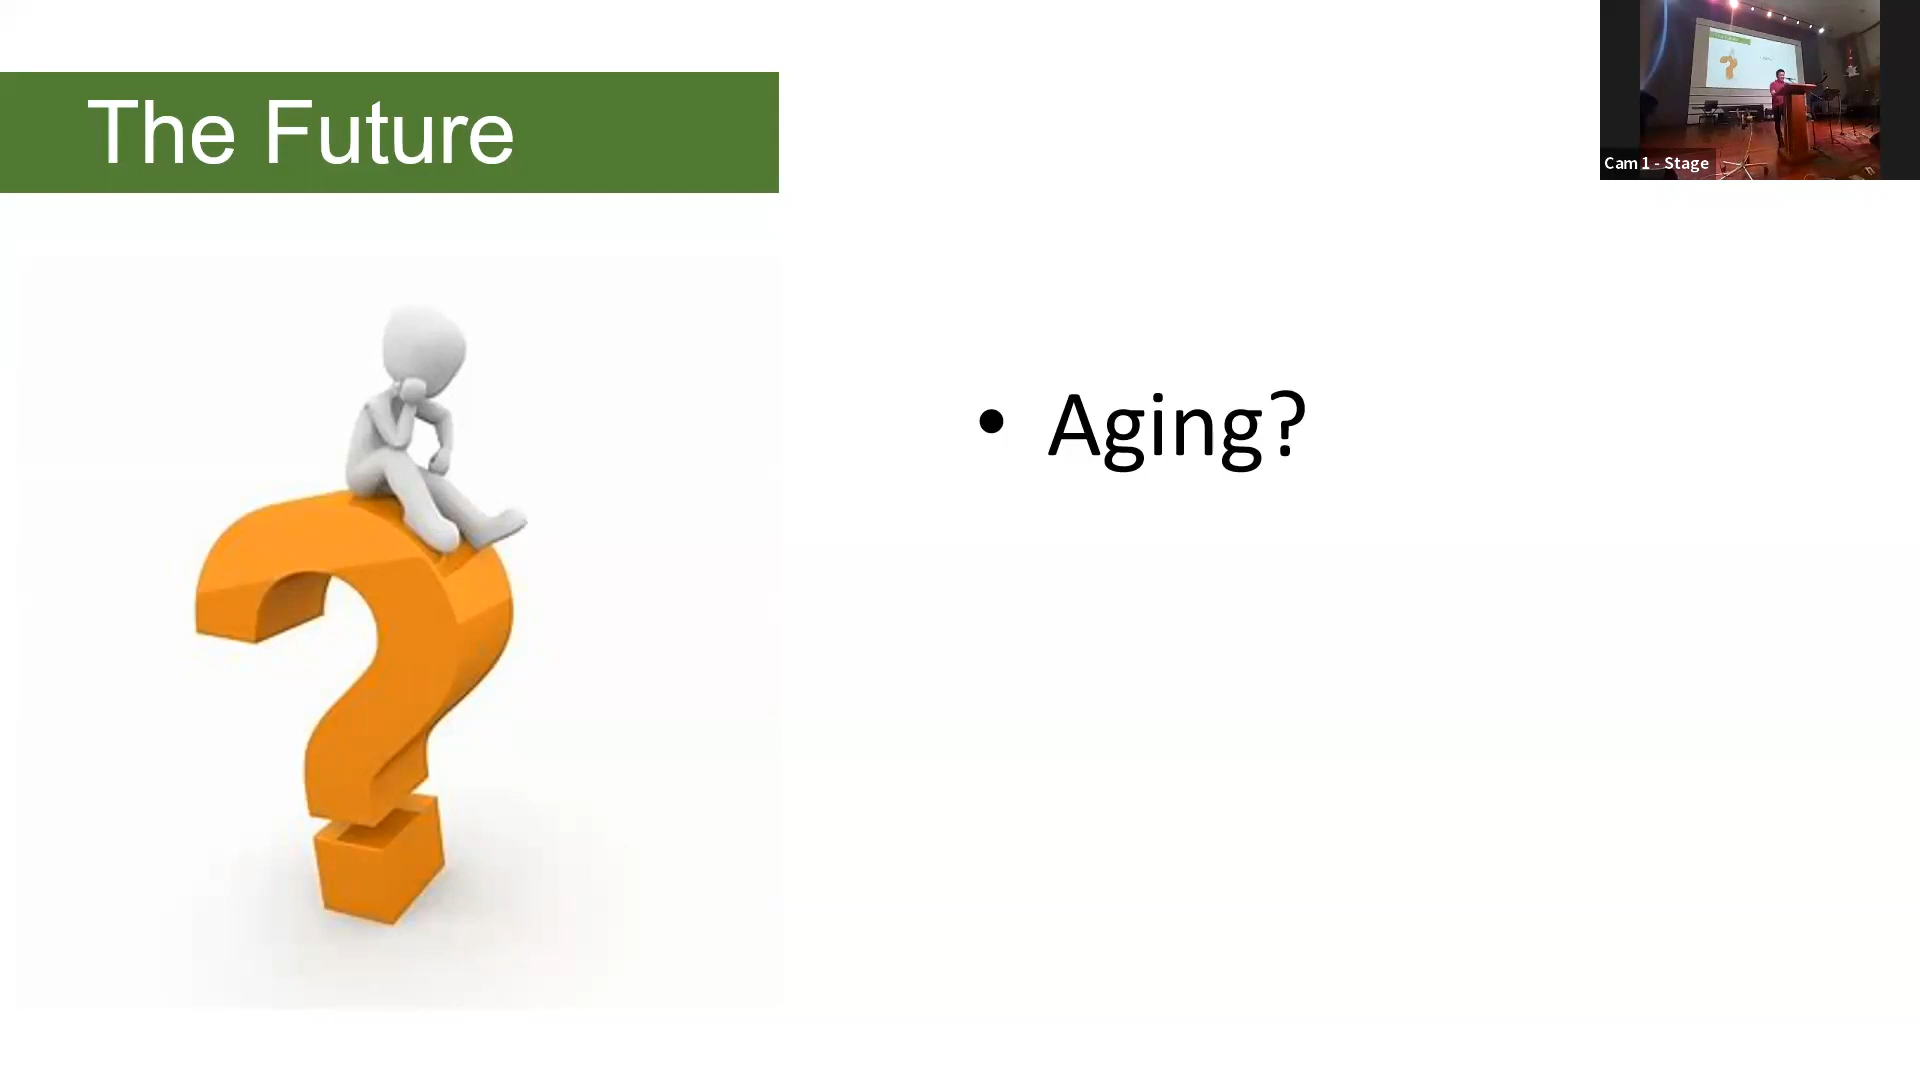 The Future
• Aging?
Cam 1 - Stage